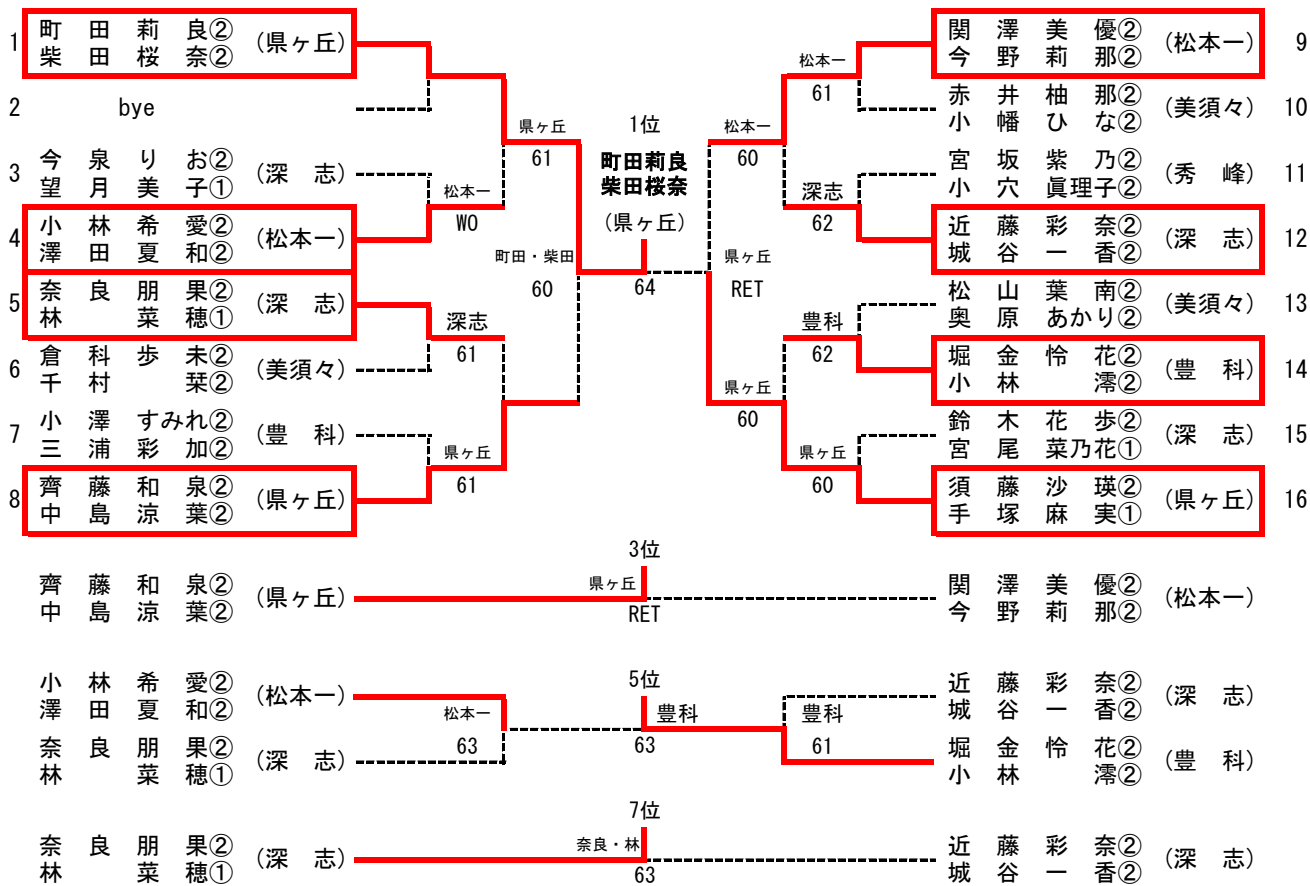 1 町田莉良② (県ヶ丘)
柴田桜奈②
2 bye
3 今泉りお② (深志)
望月美子①
4 小林希愛② (松本一)
澤田夏和②
5 奈良朋果② (深志)
林菜穂①
6 倉科歩未② (美須々)
千村栞②
7 小澤すみれ② (豊科)
三浦彩加②
8 齊藤和泉② (県ヶ丘)
中島涼葉②
松本一
WO
深志
61
県ヶ丘
61
県ヶ丘
61
町田・柴田
60
1位
町田莉良
柴田桜奈
(県ヶ丘)
64
松本一
60
県ヶ丘
RET
県ヶ丘
60
松本一
61
深志
62
豊科
62
県ヶ丘
60
関澤美優② (松本一) 9
今野莉那②
赤井柚那② (美須々) 10
小幡ひな②
宮坂紫乃② (秀峰) 11
小穴眞理子②
近藤彩奈② (深志) 12
城谷一香②
松山葉南② (美須々) 13
奥原あかり②
堀金怜花② (豊科) 14
小林澪②
鈴木花歩② (深志) 15
宮尾菜乃花①
須藤沙瑛② (県ヶ丘) 16
手塚麻実①
3位
齊藤和泉② (県ヶ丘)
中島涼葉②
県ヶ丘
RET
関澤美優② (松本一)
今野莉那②
5位
小林希愛② (松本一)
澤田夏和②
奈良朋果② (深志)
林菜穂①
松本一
63
豊科
63
豊科
61
近藤彩奈② (深志)
城谷一香②
堀金怜花② (豊科)
小林澪②
7位
奈良朋果② (深志)
林菜穂①
奈良・林
63
近藤彩奈② (深志)
城谷一香②